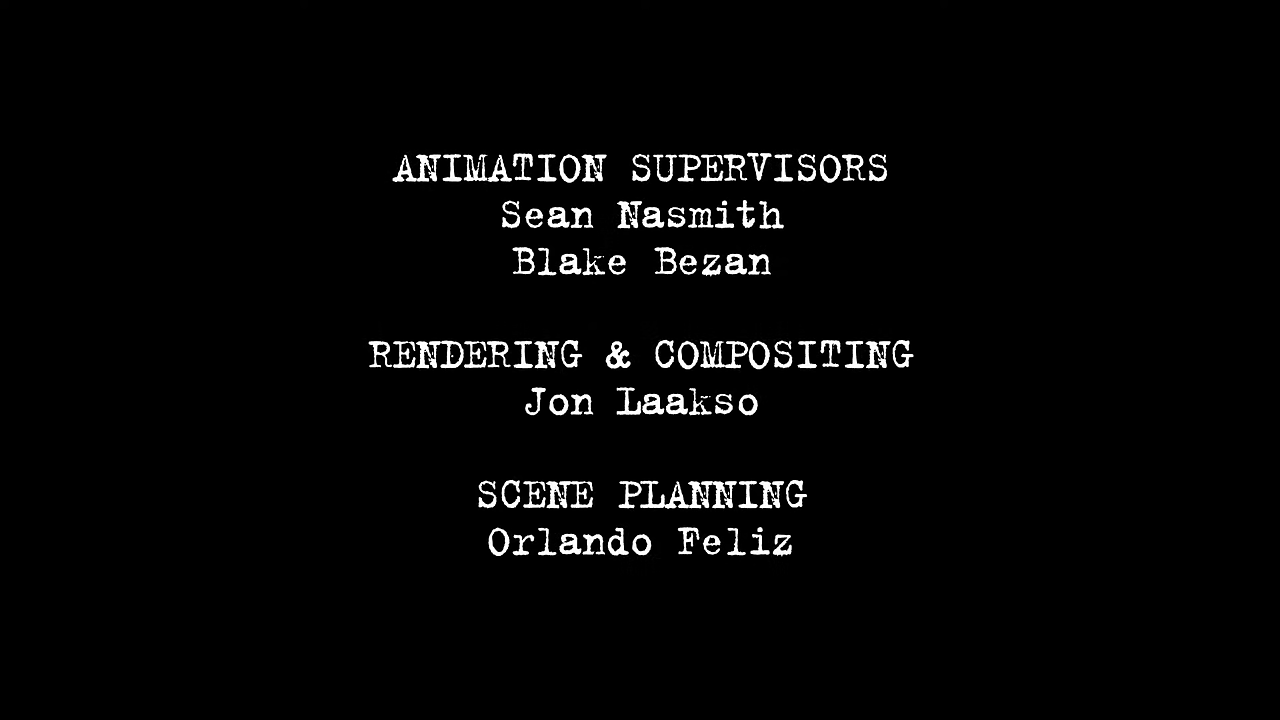 ANIMATION SUPERVISORS
Sean Nasmith
Blake Bezan
RENDERING & COMPOSITING
Jon Laakso
SCENE PLANNING
Orlando Feliz